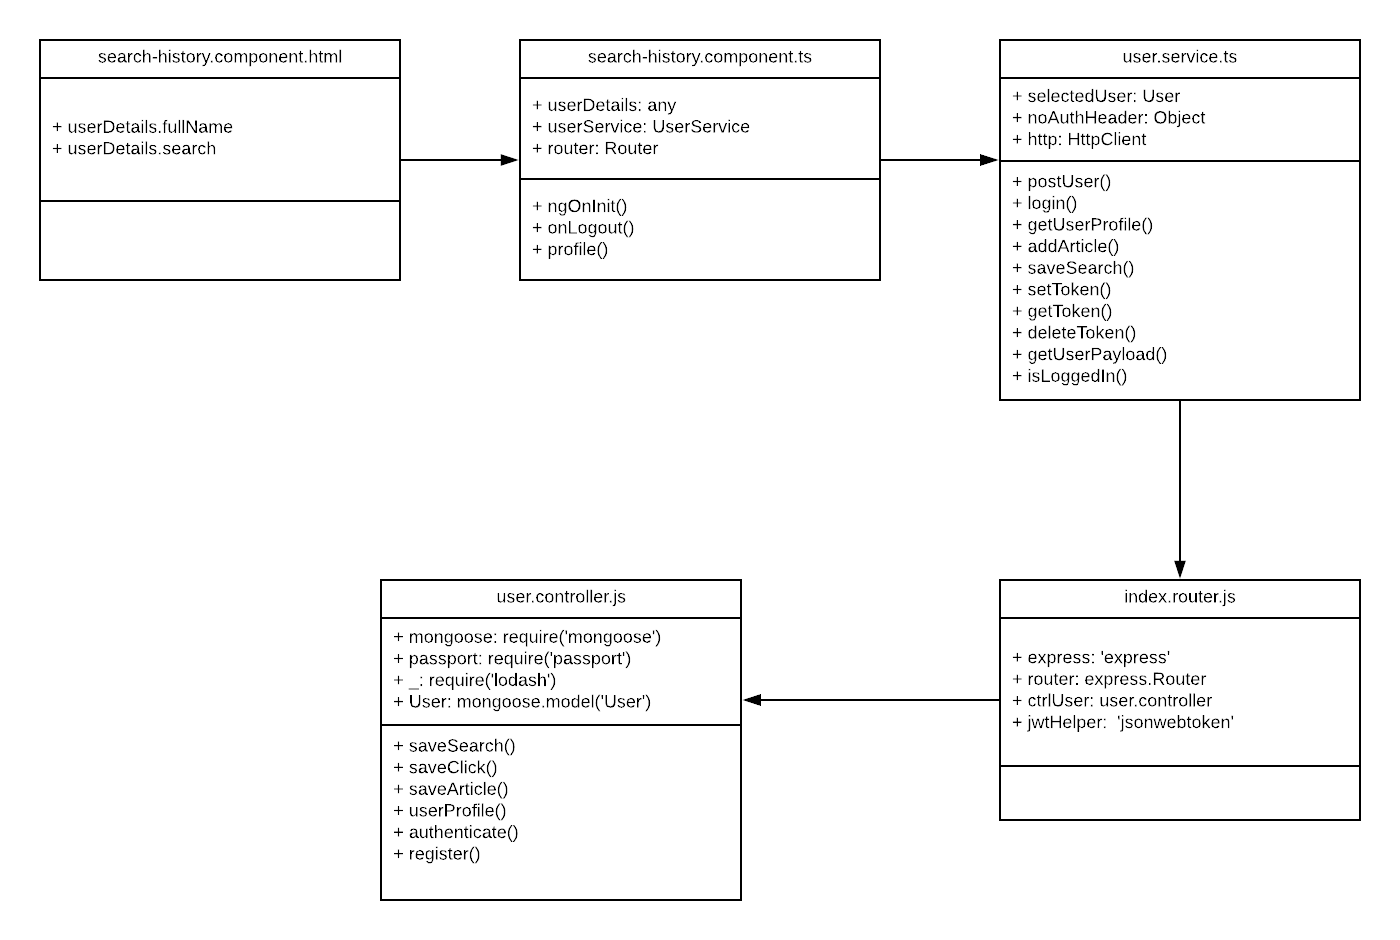 search-history.component.html
+ userDetails.fullName
+ userDetails.search
search-history.component.ts
+ userDetails: any
+ userService: UserService
+ router: Router
+ ngOnInit()
+ onLogout()
+ profile()
user.service.ts
+ selectedUser: User
+ noAuthHeader: Object
+ http: HttpClient
+ postUser()
+ login()
+ getUserProfile()
+ addArticle()
+ saveSearch()
+ setToken()
+ getToken()
+ deleteToken()
+ getUserPayload()
+ isLoggedIn()
user.controller.js
+ mongoose: require('mongoose')
+ passport: require('passport')
+ _: require('lodash')
+ User: mongoose.model('User')
+ saveSearch()
+ saveClick()
+ saveArticle()
+ userProfile()
+ authenticate()
+ register()
index.router.js
+ express: 'express'
+ router: express.Router
+ ctrlUser: user.controller
+ jwtHelper:  'jsonwebtoken'